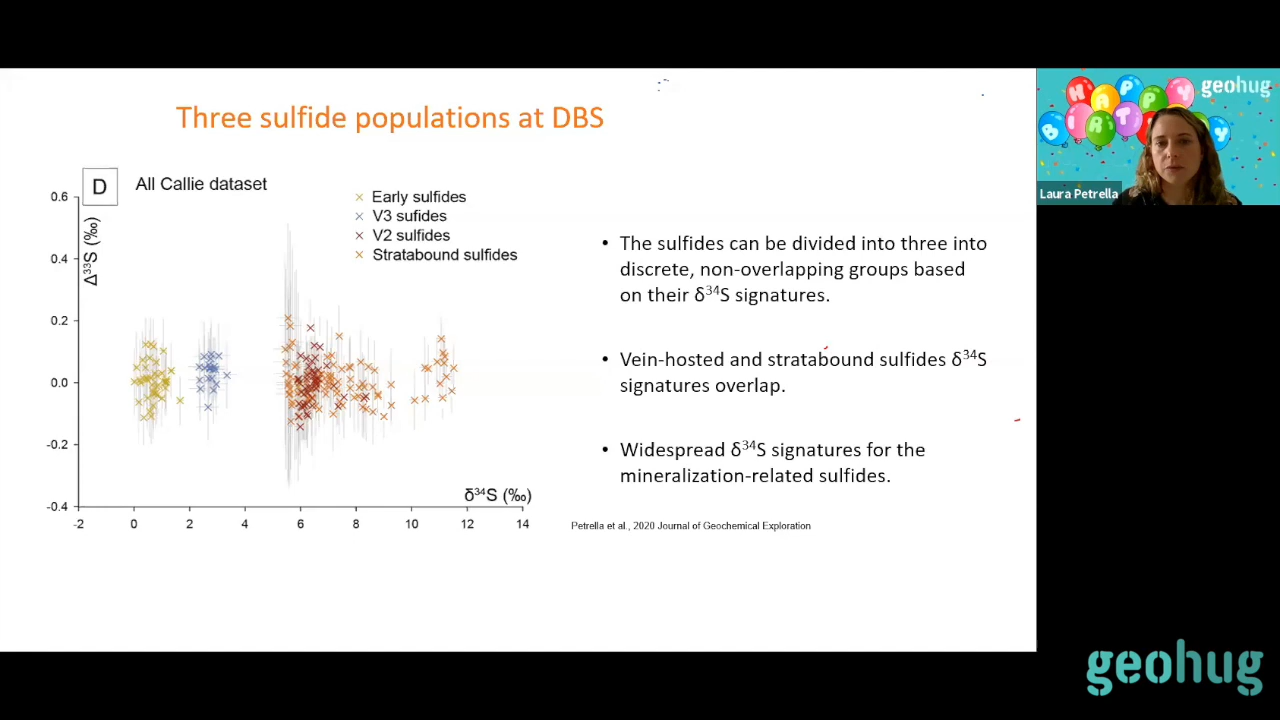 Three sulfide populations at DBS
D
All Callie dataset
Early sulfides
V3 sufides
V2 sulfides
Stratabound sulfides
0.6
0.4
0.2
0.0
-0.2
-0.4
Δ33S (‰)
δ34S (‰)
-2 0 2 4 6 8 10 12 14
• The sulfides can be divided into three into
discrete, non-overlapping groups based
on their δ34S signatures.
• Vein-hosted and stratabound sulfides δ34S
signatures overlap.
• Widespread δ34S signatures for the
mineralization-related sulfides.
Petrella et al., 2020 Journal of Geochemical Exploration
geohug
HAPPY
BIRT Y
Laura Petrella
geohug